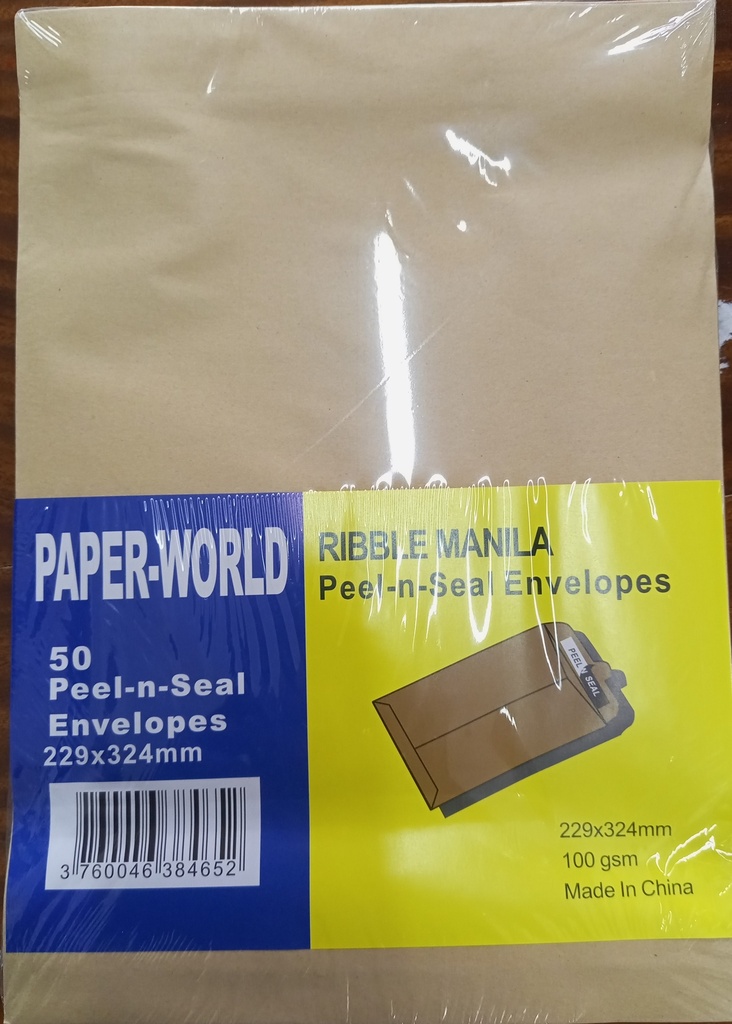 PAPER-WORLD
50
Peel-n-Seal
Envelopes
229x324mm
3 760046 384652
RIBBLE MANILA
Peel-n-Seal Envelopes
PEEL N SEAL
229x324mm
100 gsm
Made In China